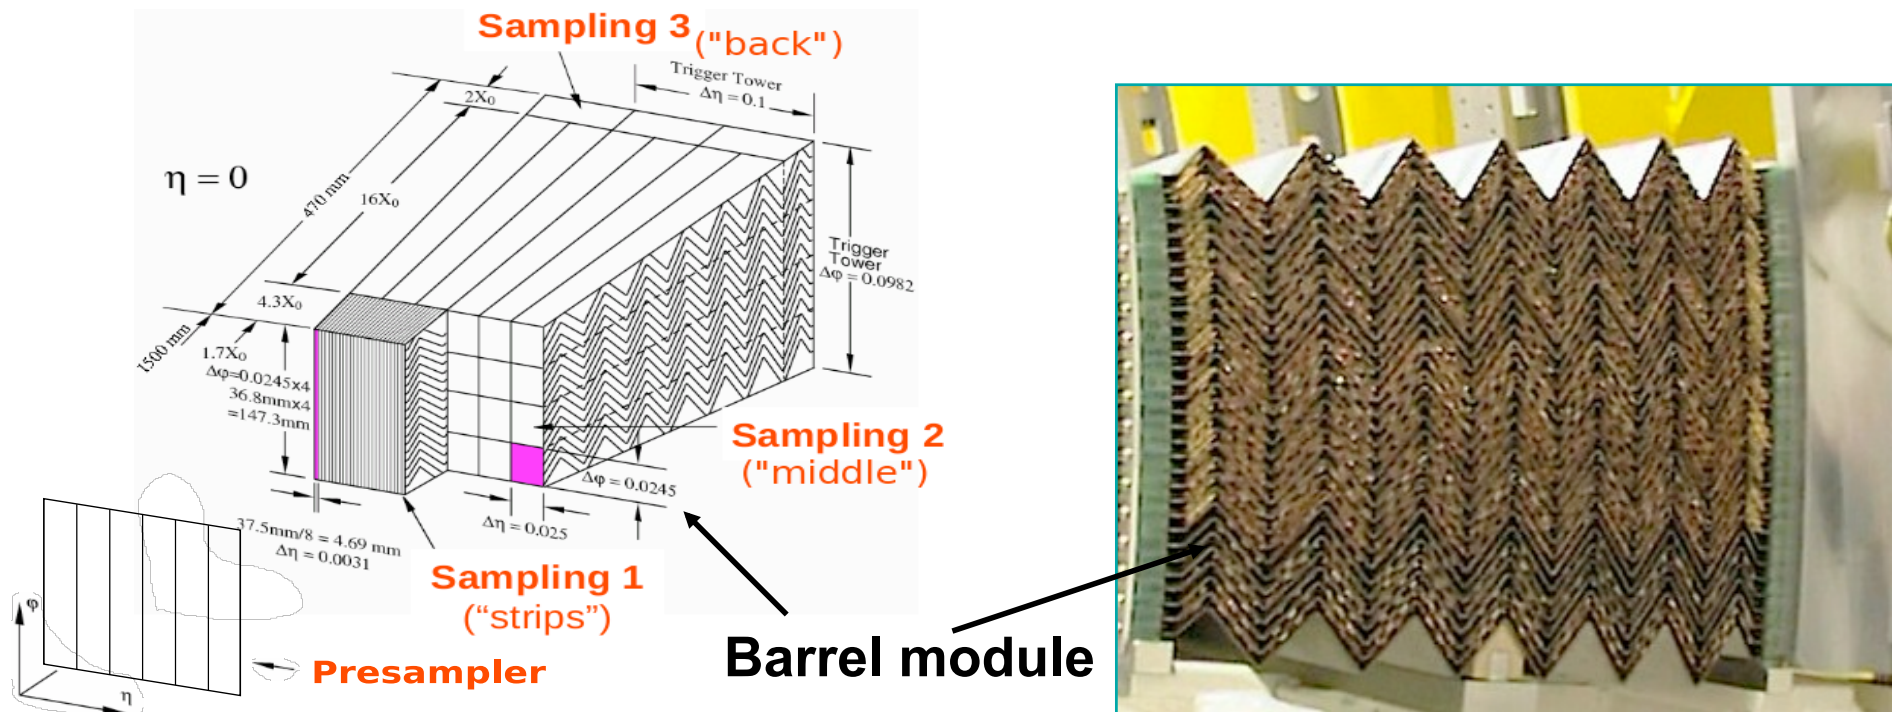 Sampling 3
("back")
Trigger Tower
Δη = 0.1
2X₀
η = 0
470 mm
16X₀
Trigger
Tower
Δφ = 0.0982
4.3X₀
1500 mm
1.7X₀
Δφ=0.0245x4
36.8mmx4
=147.3mm
Sampling 2
("middle")
Δφ = 0.0245
Δη = 0.025
37.5mm/8 = 4.69 mm
Δη = 0.0031
Sampling 1
(“strips”)
φ
η
Presampler
Barrel module